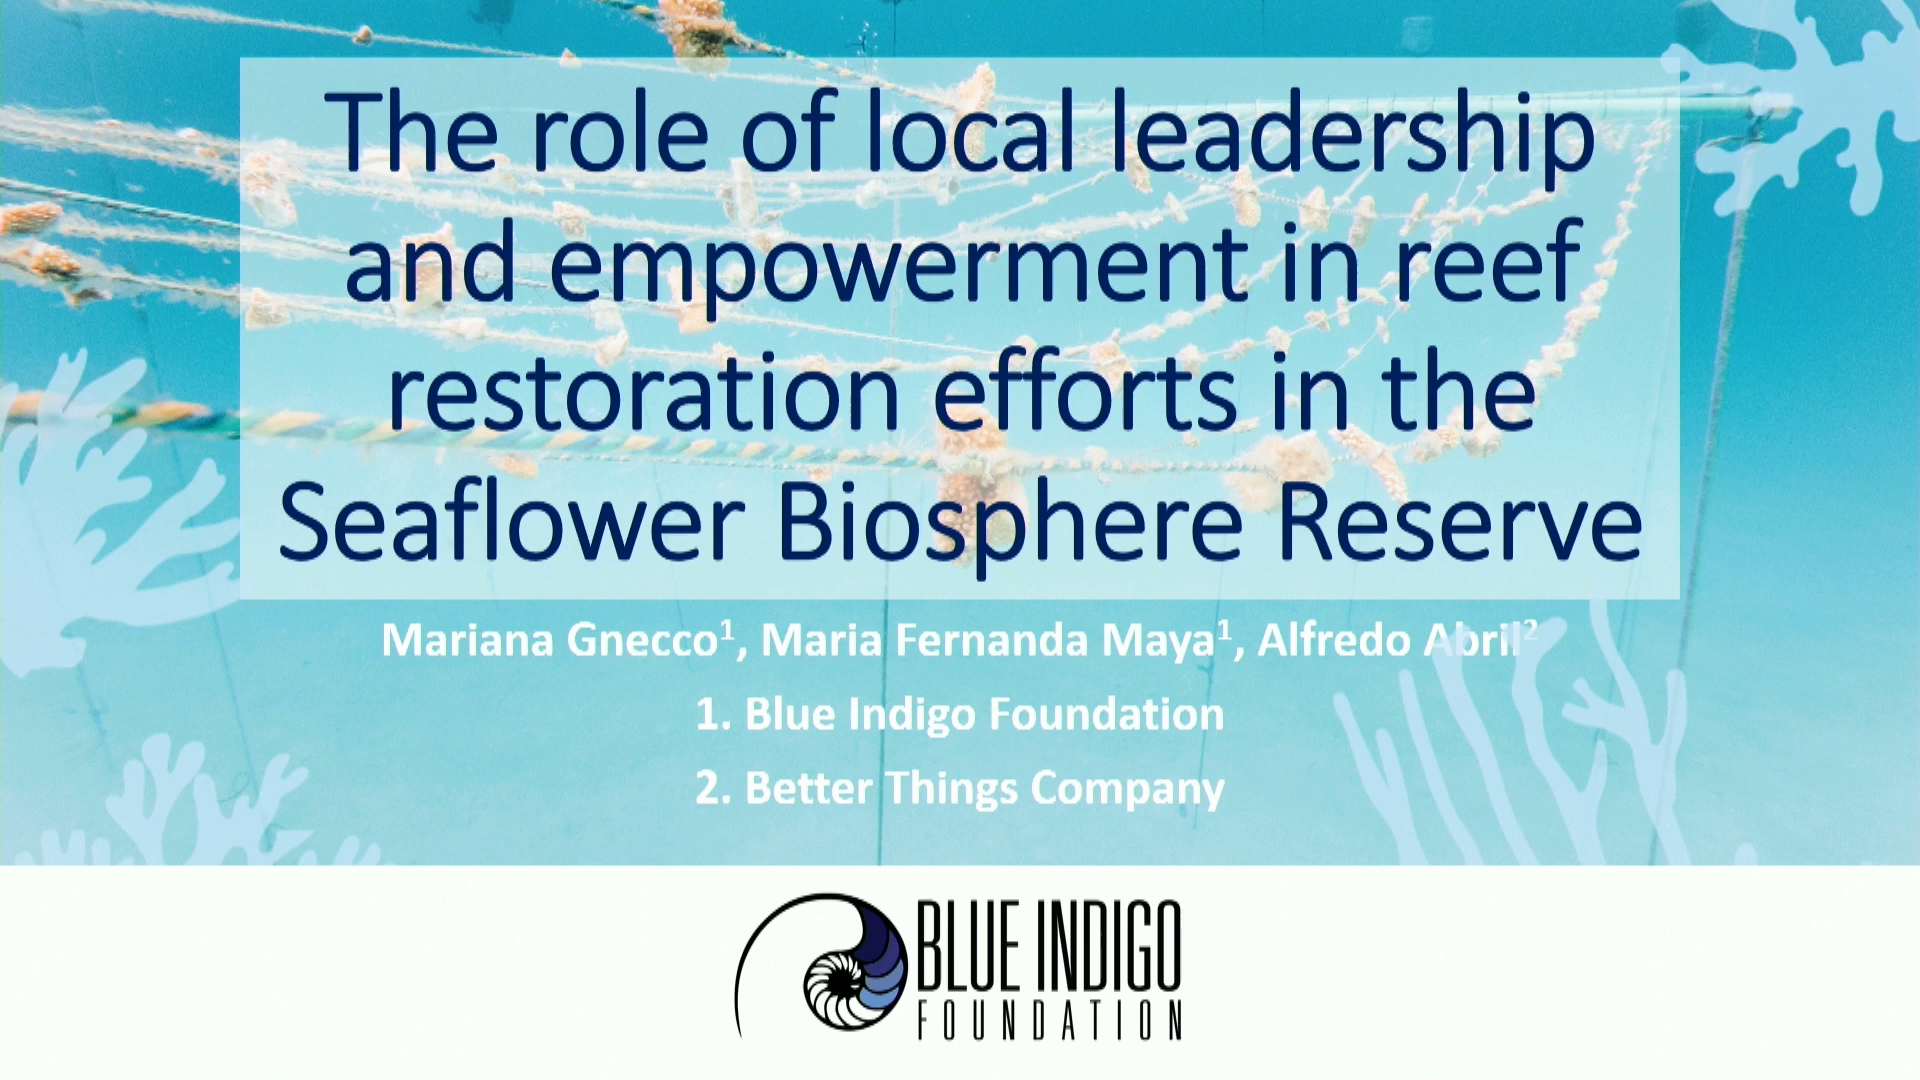 The role of local leadership
and empowerment in reef
restoration efforts in the
Seaflower Biosphere Reserve
Mariana Gnecco¹, Maria Fernanda Maya¹, Alfredo Abril²
1. Blue Indigo Foundation
2. Better Things Company
BLUE INDIGO
FOUNDATION